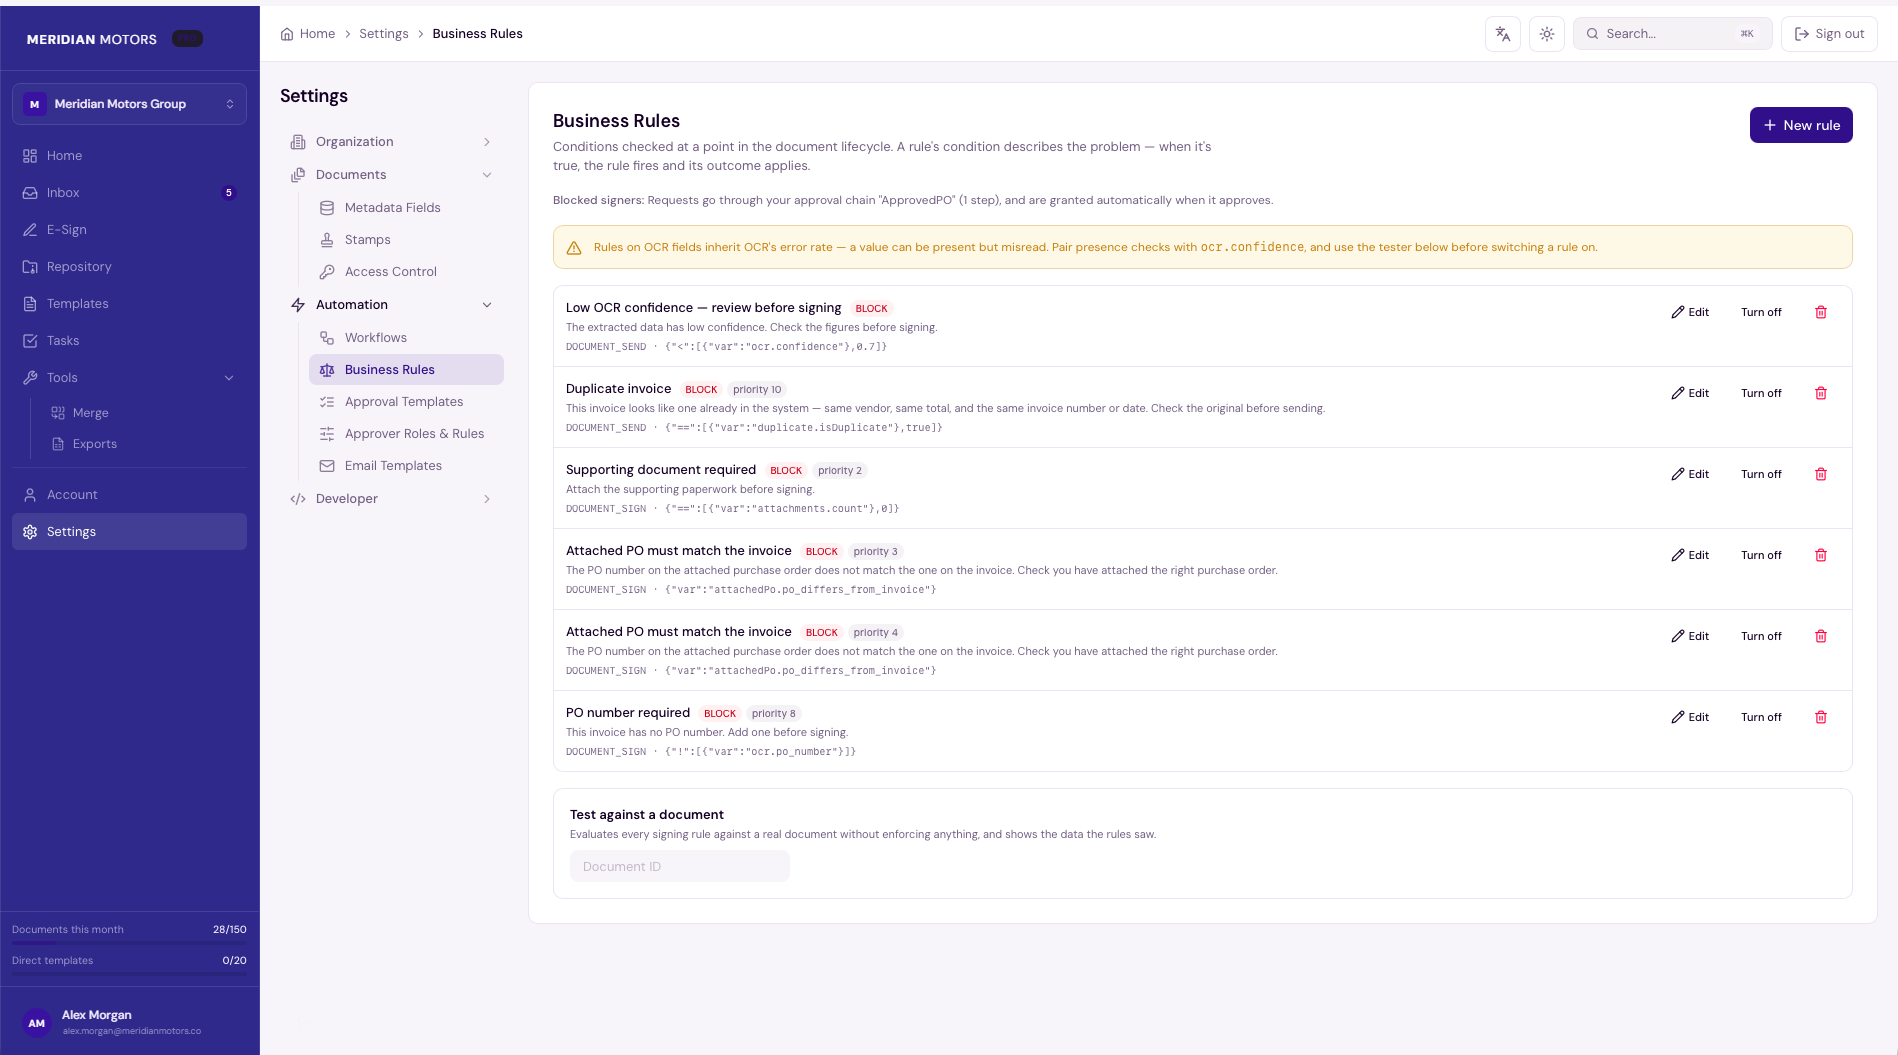 MERIDIAN MOTORS PRO
Meridian Motors Group
M
Home
Inbox
5
E-Sign
Repository
Templates
Tasks
Tools
Merge
Exports
Account
Settings
Documents this month
28/150
Direct templates
0/20
AM
Alex Morgan
alex.morgan@meridianmotors.co
Home > Settings > Business Rules
Search...
⌘K
Sign out
Settings
Organization
Documents
Metadata Fields
Stamps
Access Control
Automation
Workflows
Business Rules
Approval Templates
Approver Roles & Rules
Email Templates
Developer
Business Rules
New rule
Conditions checked at a point in the document lifecycle. A rule's condition describes the problem — when it's
true, the rule fires and its outcome applies.
Blocked signers: Requests go through your approval chain "ApprovedPO" (1 step), and are granted automatically when it approves.
Rules on OCR fields inherit OCR's error rate — a value can be present but misread. Pair presence checks with ocr.confidence, and use the tester below before switching a rule on.
Low OCR confidence — review before signing BLOCK
Edit Turn off
The extracted data has low confidence. Check the figures before signing.
DOCUMENT_SEND · {"<":[{"var":"ocr.confidence"},0.7]}
Duplicate invoice BLOCK priority 10
Edit Turn off
This invoice looks like one already in the system — same vendor, same total, and the same invoice number or date. Check the original before sending.
DOCUMENT_SEND · {"==":[{"var":"duplicate.isDuplicate"},true]}
Supporting document required BLOCK priority 2
Edit Turn off
Attach the supporting paperwork before signing.
DOCUMENT_SIGN · {"==":[{"var":"attachments.count"},0]}
Attached PO must match the invoice BLOCK priority 3
Edit Turn off
The PO number on the attached purchase order does not match the one on the invoice. Check you have attached the right purchase order.
DOCUMENT_SIGN · {"var":"attachedPo.po_differs_from_invoice"}
Attached PO must match the invoice BLOCK priority 4
Edit Turn off
The PO number on the attached purchase order does not match the one on the invoice. Check you have attached the right purchase order.
DOCUMENT_SIGN · {"var":"attachedPo.po_differs_from_invoice"}
PO number required BLOCK priority 8
Edit Turn off
This invoice has no PO number. Add one before signing.
DOCUMENT_SIGN · {"!":[{"var":"ocr.po_number"}]}
Test against a document
Evaluates every signing rule against a real document without enforcing anything, and shows the data the rules saw.
Document ID